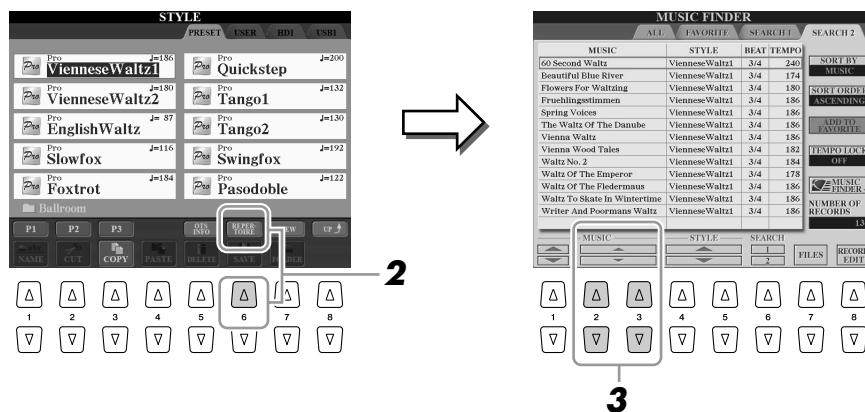 STYLE
PRESET USER HD1 USB1
Pro ♩=186
VienneseWaltz1
Pro ♩=200
Quickstep
Pro ♩=180
VienneseWaltz2
Pro ♩=132
Tango1
Pro ♩= 87
EnglishWaltz
Pro ♩=130
Tango2
Pro ♩=116
Slowfox
Pro ♩=192
Swingfox
Pro ♩=184
Foxtrot
Pro ♩=122
Pasodoble
Ballroom
P1 P2 P3 OTS INFO REPER- TOIRE UP
NAME CUT COPY PASTE DELETE SAVE
1 2 3 4 5 6 7 8
2
MUSIC FINDER
ALL FAVORITE SEARCH 1 SEARCH 2
MUSIC STYLE BEAT TEMPO
60 Second Waltz VienneseWaltz1 3/4 240
Beautiful Blue River VienneseWaltz1 3/4 174
Flowers For Waltzing VienneseWaltz1 3/4 180
Fruehlingsstimmen VienneseWaltz1 3/4 186
Spring Voices VienneseWaltz1 3/4 186
The Waltz Of The Danube VienneseWaltz1 3/4 186
Vienna Waltz VienneseWaltz1 3/4 186
Vienna Wood Tales VienneseWaltz1 3/4 182
Waltz No. 2 VienneseWaltz1 3/4 184
Waltz Of The Emperor VienneseWaltz1 3/4 178
Waltz Of The Fledermaus VienneseWaltz1 3/4 186
Waltz To Skate In Wintertime VienneseWaltz1 3/4 186
Writer And Poormans Waltz VienneseWaltz1 3/4 186
SORT BY
MUSIC
SORT ORDER
ASCENDING
ADD TO
FAVORITE
TEMPO LOCK
OFF
MUSIC
FINDER
NUMBER OF
RECORDS
13
MUSIC STYLE SEARCH
1
2
FILES
RECORD
EDIT
1 2 3 4 5 6 7 8
3